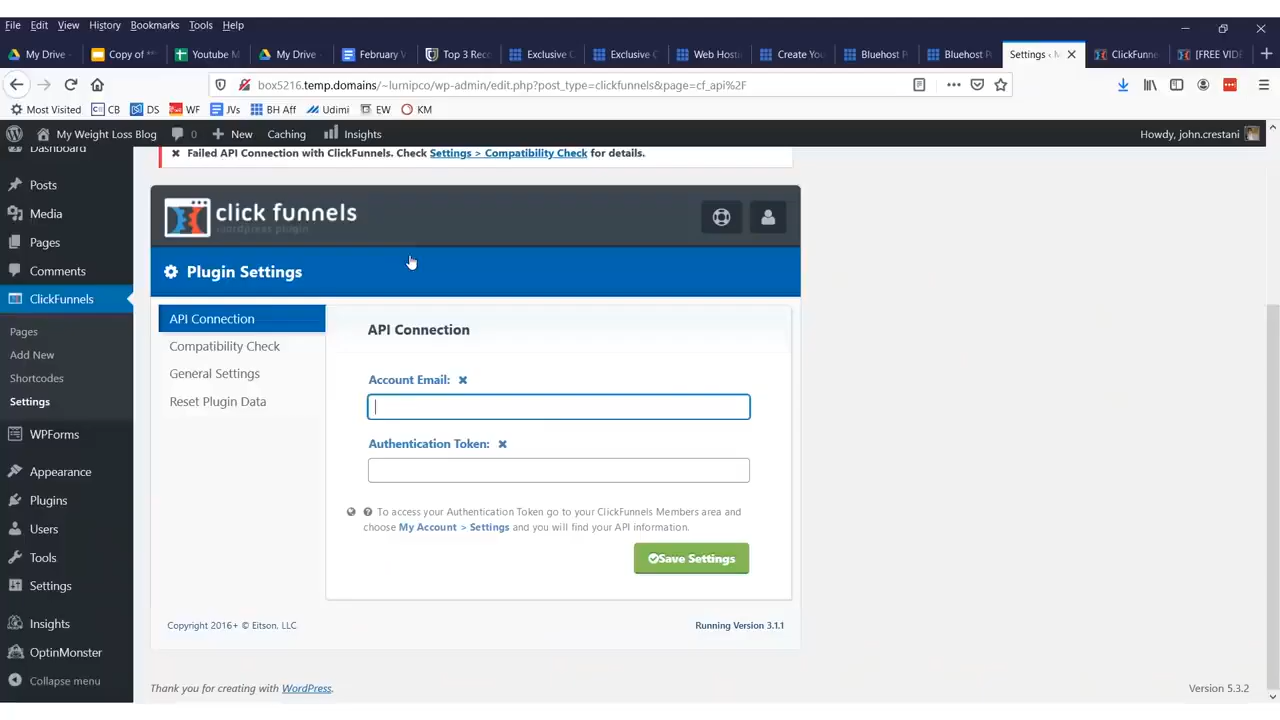 File Edit View History Bookmarks Tools Help
My Drive - Copy of Youtube M My Drive - February V Top 3 Reco Exclusive C Exclusive C Web Hosti Create You Bluehost P Bluehost P Settings ‹ M ClickFunne [FREE VIDE
box5216.temp.domains/~lurnipco/wp-admin/edit.php?post_type=clickfunnels&page=cf_api%2F
Most Visited CB DS WF JVs BH Aff Udimi EW KM
My Weight Loss Blog 0 New Caching Insights Howdy, john.crestani
Dashboard
Failed API Connection with ClickFunnels. Check Settings > Compatibility Check for details.
Posts
Media
Pages
Comments
ClickFunnels
Pages
Add New
Shortcodes
Settings
WPForms
Appearance
Plugins
Users
Tools
Settings
Insights
OptinMonster
Collapse menu
click funnels
wordpress plugin
Plugin Settings
API Connection
Compatibility Check
General Settings
Reset Plugin Data
API Connection
Account Email:
Authentication Token:
To access your Authentication Token go to your ClickFunnels Members area and
choose My Account > Settings and you will find your API information.
Save Settings
Copyright 2016+ © Eitson, LLC. Running Version 3.1.1
Thank you for creating with WordPress. Version 5.3.2